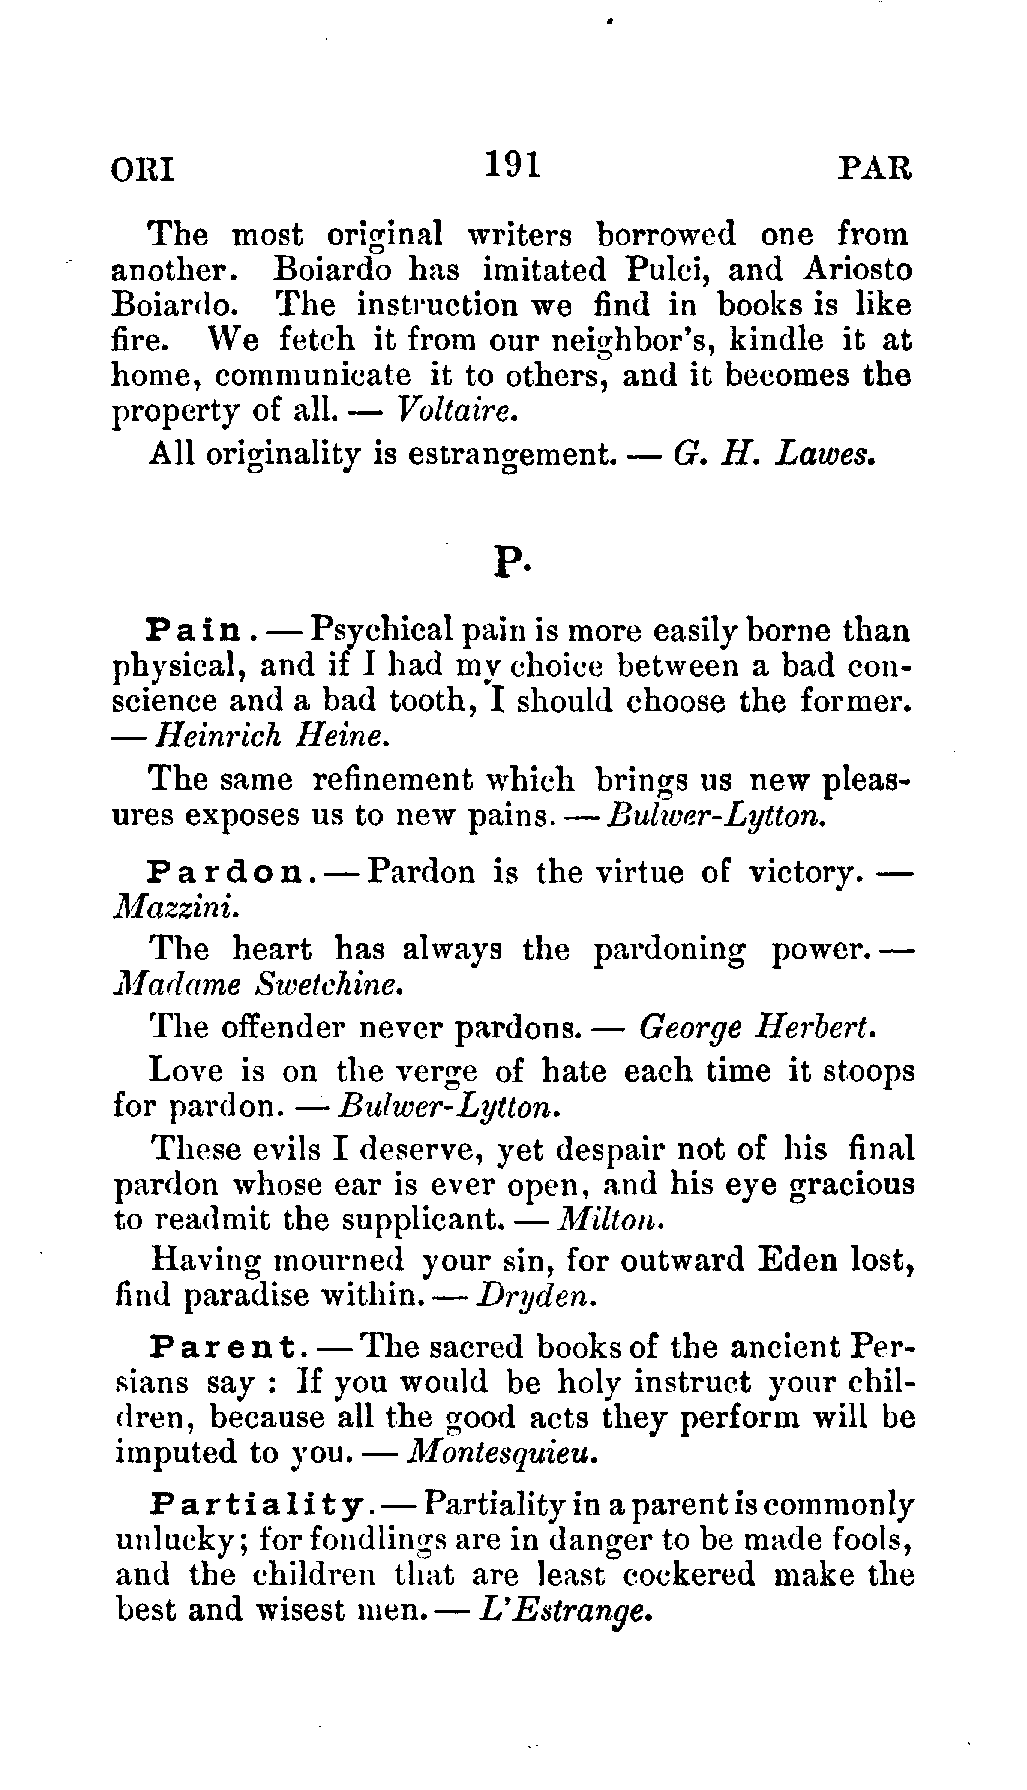 ORI 191 PAR
The most original writers borrowed one from
another. Boiardo has imitated Pulci, and Ariosto
Boiardo. The instruction we find in books is like
fire. We fetch it from our neighbor's, kindle it at
home, communicate it to others, and it becomes the
property of all. — Voltaire.
All originality is estrangement. — G. H. Lawes.
P.
Pain. — Psychical pain is more easily borne than
physical, and if I had my choice between a bad con-
science and a bad tooth, I should choose the former.
— Heinrich Heine.
The same refinement which brings us new pleas-
ures exposes us to new pains. — Bulwer-Lytton.
Pardon. — Pardon is the virtue of victory. —
Mazzini.
The heart has always the pardoning power. —
Madame Swetchine.
The offender never pardons. — George Herbert.
Love is on the verge of hate each time it stoops
for pardon. — Bulwer-Lytton.
These evils I deserve, yet despair not of his final
pardon whose ear is ever open, and his eye gracious
to readmit the supplicant. — Milton.
Having mourned your sin, for outward Eden lost,
find paradise within. — Dryden.
Parent. — The sacred books of the ancient Per-
sians say : If you would be holy instruct your chil-
dren, because all the good acts they perform will be
imputed to you. — Montesquieu.
Partiality. — Partiality in a parent is commonly
unlucky; for fondlings are in danger to be made fools,
and the children that are least cockered make the
best and wisest men. — L'Estrange.